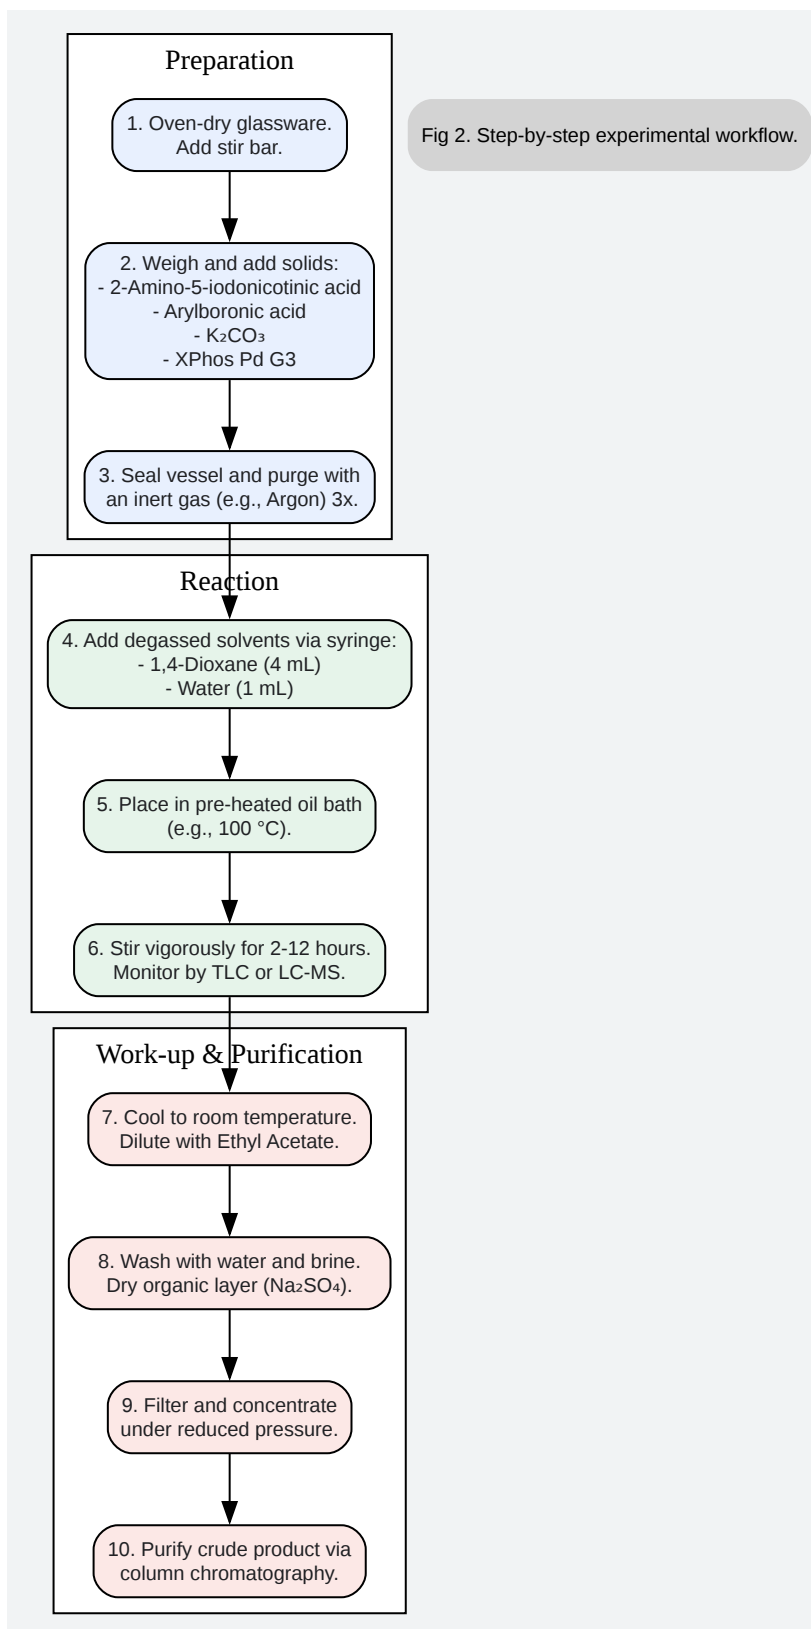 Preparation
1. Oven-dry glassware.
Add stir bar.
Fig 2. Step-by-step experimental workflow.
2. Weigh and add solids:
- 2-Amino-5-iodonicotinic acid
- Arylboronic acid
- K₂CO₃
- XPhos Pd G3
3. Seal vessel and purge with
an inert gas (e.g., Argon) 3x.
Reaction
4. Add degassed solvents via syringe:
- 1,4-Dioxane (4 mL)
- Water (1 mL)
5. Place in pre-heated oil bath
(e.g., 100 °C).
6. Stir vigorously for 2-12 hours.
Monitor by TLC or LC-MS.
Work-up & Purification
7. Cool to room temperature.
Dilute with Ethyl Acetate.
8. Wash with water and brine.
Dry organic layer (Na₂SO₄).
9. Filter and concentrate
under reduced pressure.
10. Purify crude product via
column chromatography.